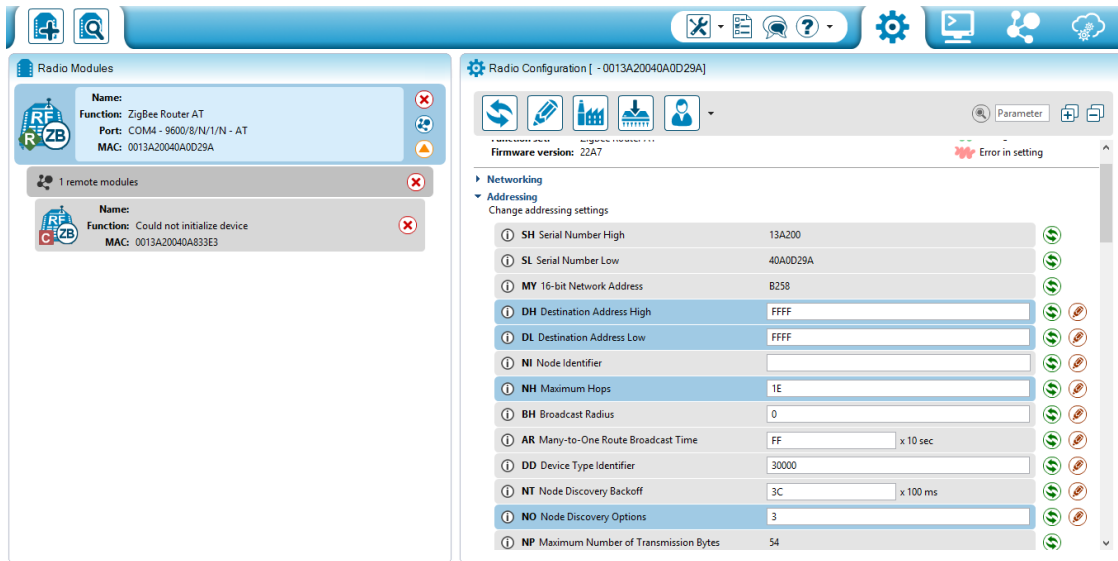 Radio Modules
RF
R
ZB
Name:
Function: ZigBee Router AT
Port: COM4 - 9600/8/N/1/N - AT
MAC: 0013A20040A0D29A
1 remote modules
RF
C
ZB
Name:
Function: Could not initialize device
MAC: 0013A20040A833E3
Radio Configuration [ - 0013A20040A0D29A]
Parameter
Firmware version: 22A7
Error in setting
Networking
Addressing
Change addressing settings
SH Serial Number High 13A200
SL Serial Number Low 40A0D29A
MY 16-bit Network Address B258
DH Destination Address High FFFF
DL Destination Address Low FFFF
NI Node Identifier
NH Maximum Hops 1E
BH Broadcast Radius 0
AR Many-to-One Route Broadcast Time FF x 10 sec
DD Device Type Identifier 30000
NT Node Discovery Backoff 3C x 100 ms
NO Node Discovery Options 3
NP Maximum Number of Transmission Bytes 54